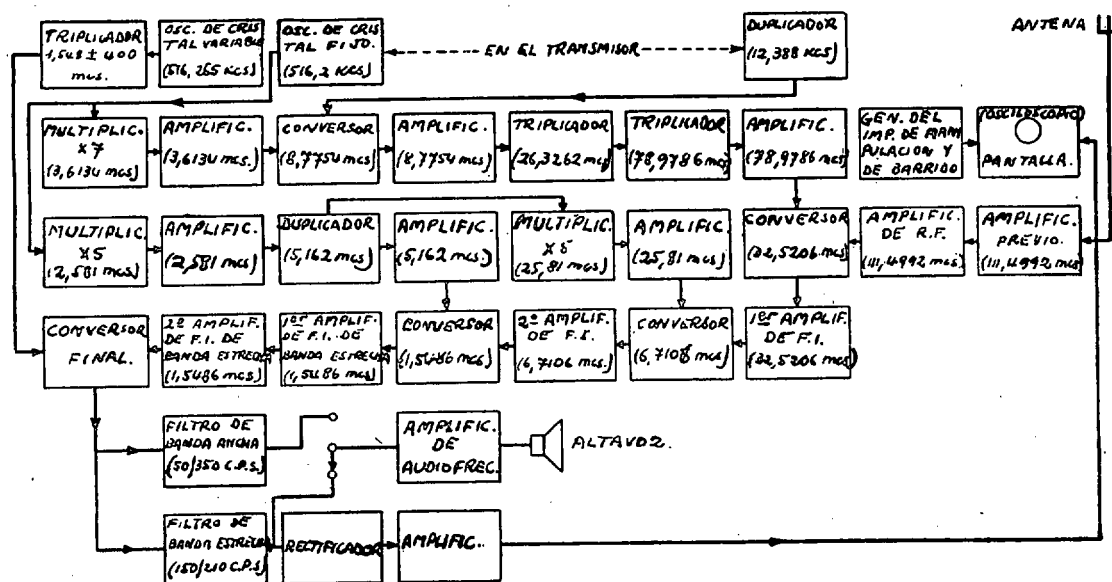 TRIPLICADOR
1,548 ± 400
mcs.
OSC. DE CRIS
TAL VARIABLE
(516,265 KCS)
OSC. DE CRIS
TAL FIJO.
(516,2 KCS)
EN EL TRANSMISOR
DUPLICADOR
(12,388 KCS)
ANTENA
MULTIPLIC.
X 7
(3,6134 mcs)
AMPLIFIC.
(3,6134 mcs.)
CONVERSOR
(8,7754 mcs)
AMPLIFIC.
(8,7754 mcs)
TRIPLICADOR
(26,3262 mcs)
TRIPLICADOR
(78,9786 mcs)
AMPLIFIC.
(78,9786 mcs)
GEN. DEL
IMP. DE MAM
PULACION Y
DE BARRIDO
OSCILOSCOPIO
PANTALLA.
MULTIPLIC.
X5
(2,581 mcs)
AMPLIFIC.
(2,581 mcs)
DUPLICADOR
(5,162 mcs)
AMPLIFIC.
(5,162 mcs.)
MULTIPLIC.
X 5
(25,81 mcs)
AMPLIFIC.
(25,81 mcs)
CONVERSOR
(32,5206 mcs)
AMPLIFIC.
DE R.F.
(111,4992 mcs)
AMPLIFIC.
PREVIO.
(111,4992 mcs)
CONVERSOR
FINAL.
2º AMPLIF.
DE F.I. DE
BANDA ESTRECHA
(1,5486 mcs)
1er AMPLIF.
DE F.I. DE
BANDA ESTRECHA
(1,5486 mcs)
CONVERSOR
(1,5486 mcs)
2º AMPLIF.
DE F.I.
(6,7106 mcs.)
CONVERSOR
(6,7108 mcs)
1er AMPLIF.
DE F.I.
(32,5206 mcs)
FILTRO DE
BANDA ANCHA
(50/350 C.P.S.)
AMPLIFIC.
DE
AUDIOFREC.
ALTAVOZ.
FILTRO DE
BANDA ESTREC
(150/210 C.P.S)
RECTIFICADOR
AMPLIFIC.